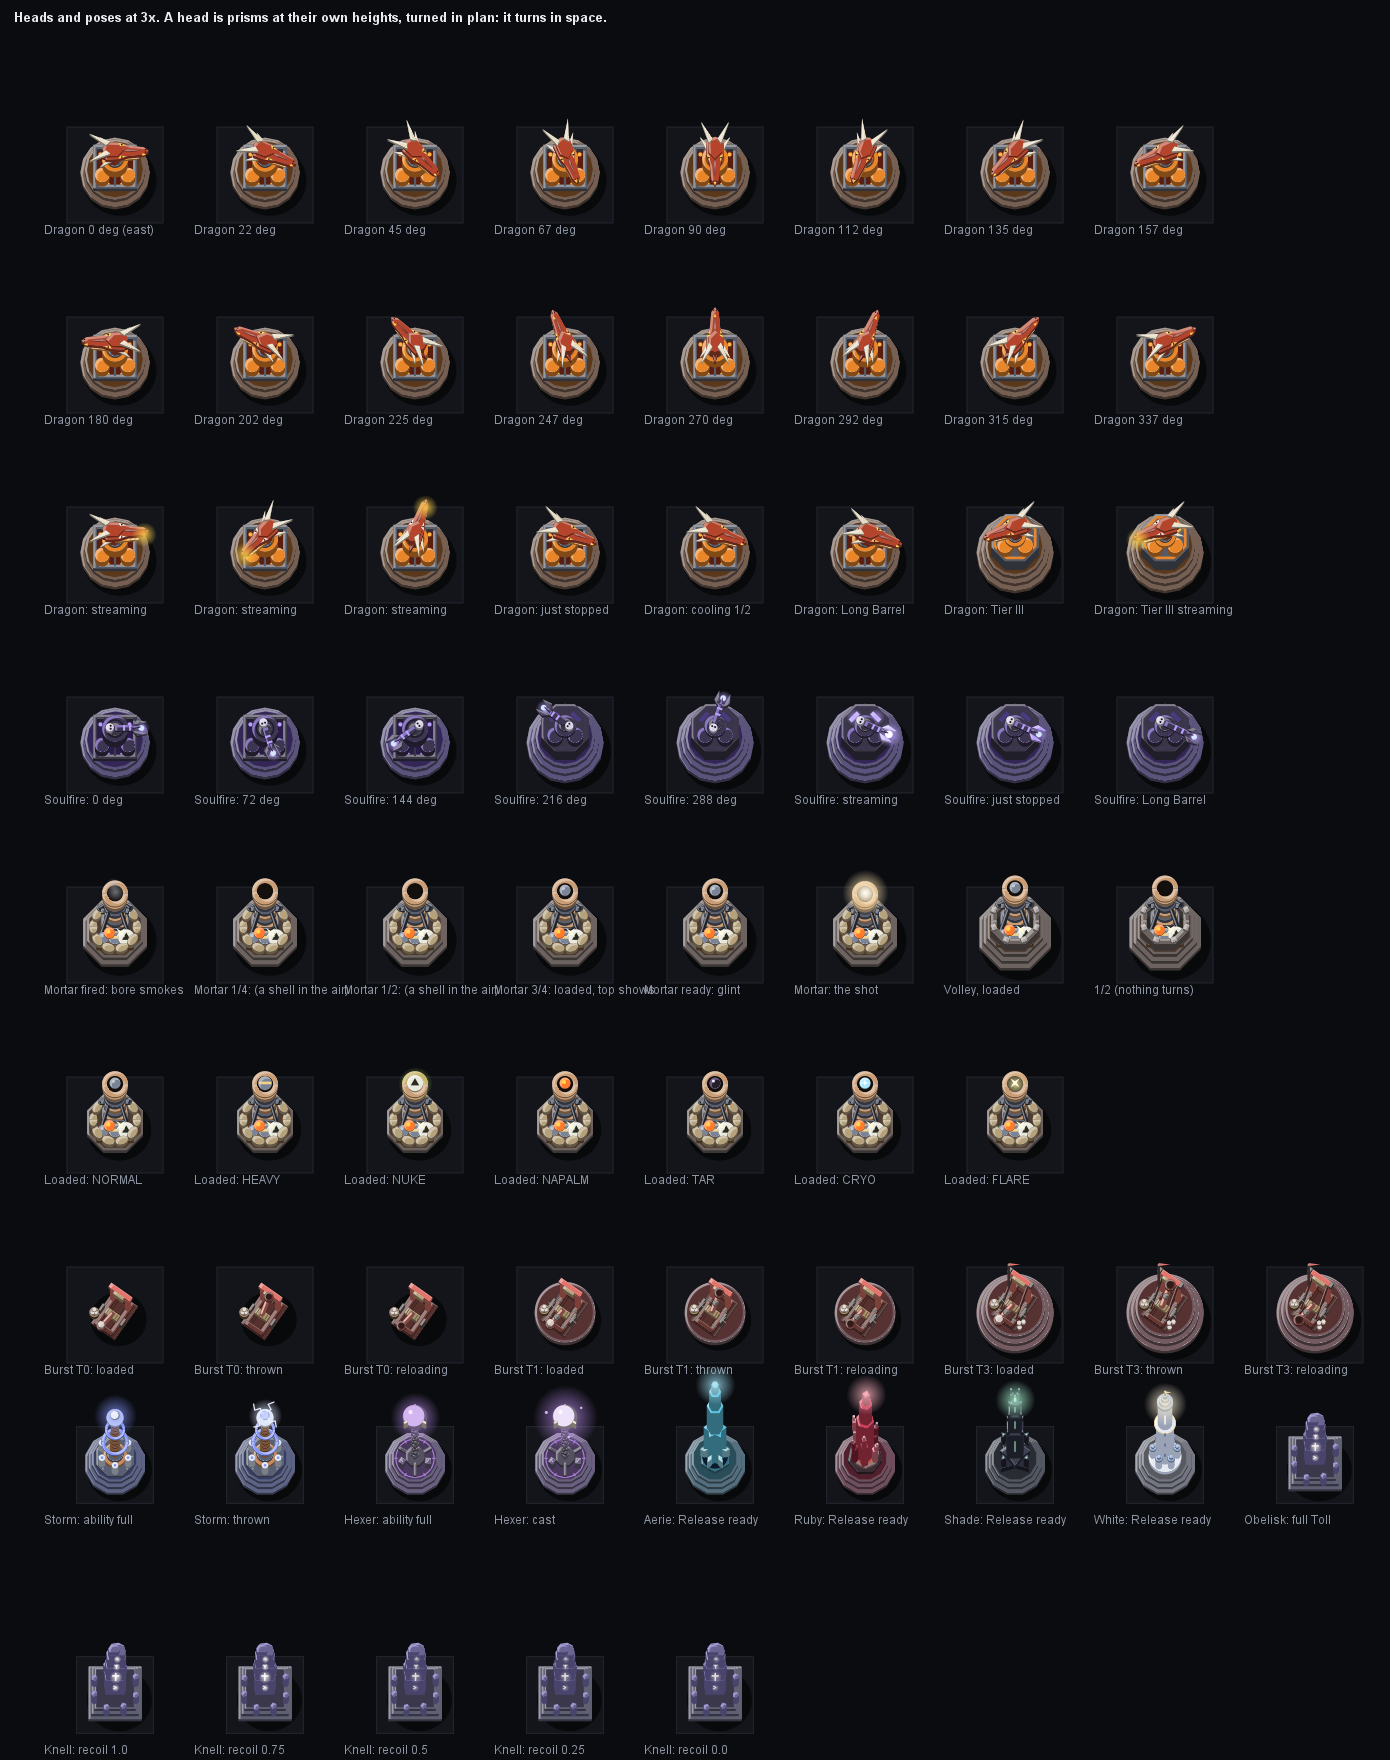 Heads and poses at 3x. A head is prisms at their own heights, turned in plan: it turns in space.
Dragon 0 deg (east) Dragon 22 deg Dragon 45 deg Dragon 67 deg Dragon 90 deg Dragon 112 deg Dragon 135 deg Dragon 157 deg
Dragon 180 deg Dragon 202 deg Dragon 225 deg Dragon 247 deg Dragon 270 deg Dragon 292 deg Dragon 315 deg Dragon 337 deg
Dragon: streaming Dragon: streaming Dragon: streaming Dragon: just stopped Dragon: cooling 1/2 Dragon: Long Barrel Dragon: Tier III Dragon: Tier III streaming
Soulfire: 0 deg Soulfire: 72 deg Soulfire: 144 deg Soulfire: 216 deg Soulfire: 288 deg Soulfire: streaming Soulfire: just stopped Soulfire: Long Barrel
Mortar fired: bore smokes Mortar 1/4: (a shell in the air) Mortar 1/2: (a shell in the air) Mortar 3/4: loaded, top shows Mortar ready: glint Mortar: the shot Volley, loaded 1/2 (nothing turns)
Loaded: NORMAL Loaded: HEAVY Loaded: NUKE Loaded: NAPALM Loaded: TAR Loaded: CRYO Loaded: FLARE
Burst T0: loaded Burst T0: thrown Burst T0: reloading Burst T1: loaded Burst T1: thrown Burst T1: reloading Burst T3: loaded Burst T3: thrown Burst T3: reloading
Storm: ability full Storm: thrown Hexer: ability full Hexer: cast Aerie: Release ready Ruby: Release ready Shade: Release ready White: Release ready Obelisk: full Toll
Knell: recoil 1.0 Knell: recoil 0.75 Knell: recoil 0.5 Knell: recoil 0.25 Knell: recoil 0.0